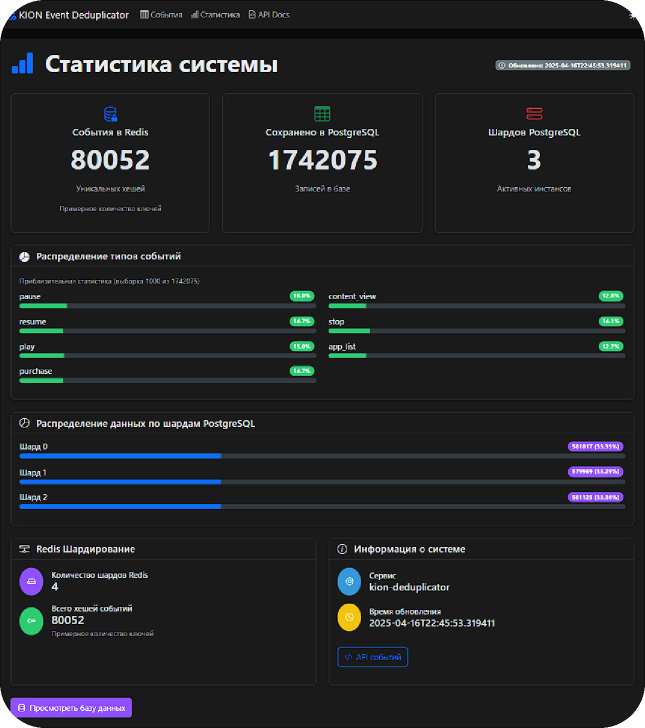 KION Event Deduplicator
События
Статистика
API Docs
Статистика системы
Обновлено: 2025-04-16T22:45:53.319411
События в Redis
80052
Уникальных хешей
Примерное количество ключей
Сохранено в PostgreSQL
1742075
Записей в базе
Шардов PostgreSQL
3
Активных инстансов
Распределение типов событий
Приблизительная статистика (выборка 1000 из 1742075)
pause
16.0%
content_view
12.8%
resume
14.7%
stop
14.1%
play
15.0%
app_list
12.7%
purchase
14.7%
Распределение данных по шардам PostgreSQL
Шард 0
(33.35%)
Шард 1
(33.29%)
Шард 2
Redis Шардирование
Количество шардов Redis
4
Всего хешей событий
80052
Примерное количество ключей
Информация о системе
Сервис
kion-deduplicator
Время обновления
2025-04-16T22:45:53.319411
API событий
Просмотреть базу данных